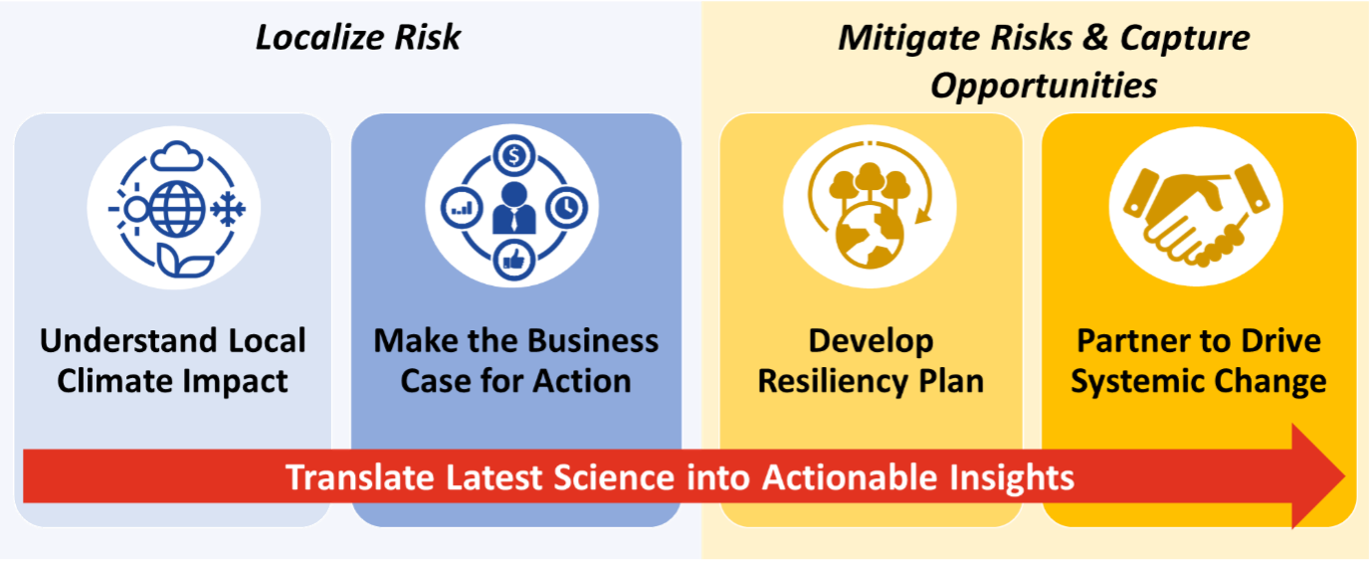 Localize Risk
Mitigate Risks & Capture
Opportunities
Understand Local
Climate Impact
$
Make the Business
Case for Action
Develop
Resiliency Plan
Partner to Drive
Systemic Change
Translate Latest Science into Actionable Insights